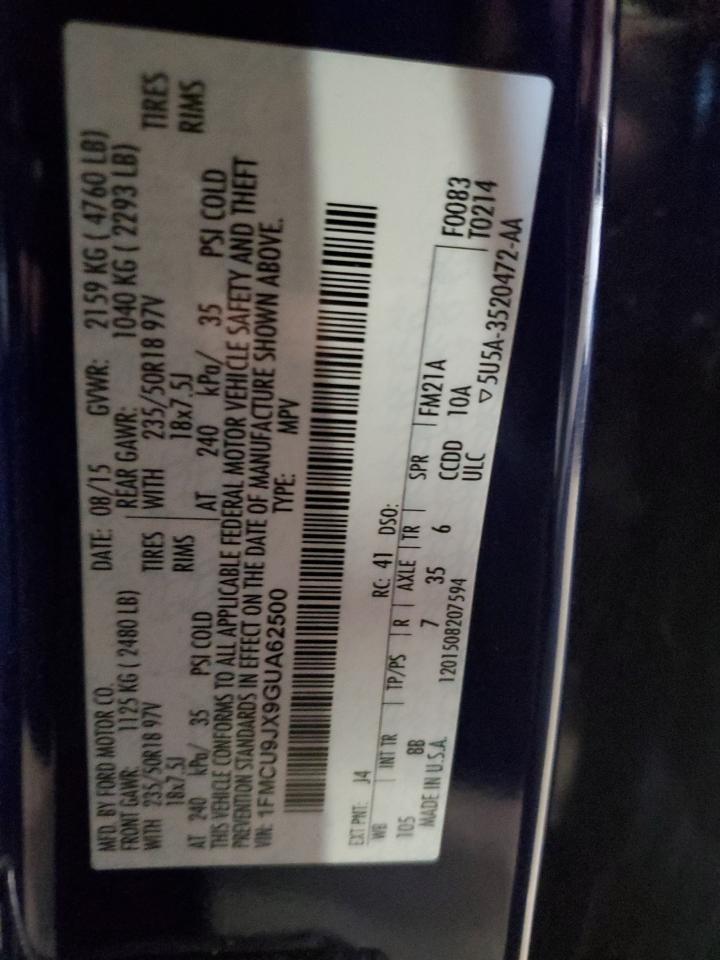 MFD. BY FORD MOTOR CO. DATE: 08/15 GVWR: 2159 KG ( 4760 LB)
FRONT GAWR: 1125 KG ( 2480 LB) REAR GAWR: 1040 KG ( 2293 LB)
WITH 235/50R18 97V TIRES WITH 235/50R18 97V TIRES
18x7.5J RIMS 18x7.5J RIMS
AT 240 kPa/ 35 PSI COLD AT 240 kPa/ 35 PSI COLD
THIS VEHICLE CONFORMS TO ALL APPLICABLE FEDERAL MOTOR VEHICLE SAFETY AND THEFT
PREVENTION STANDARDS IN EFFECT ON THE DATE OF MANUFACTURE SHOWN ABOVE.
VIN: 1FMCU9JX9GUA62500 TYPE: MPV
EXT PNT: J4 RC: 41 DSO: F0083
WB INT TR TP/PS R AXLE TR SPR FM21A T0214
105 8B 7 35 6 CCDD 10A
MADE IN U.S.A. 1201508207594 ULC ▽5U5A-3520472-AA